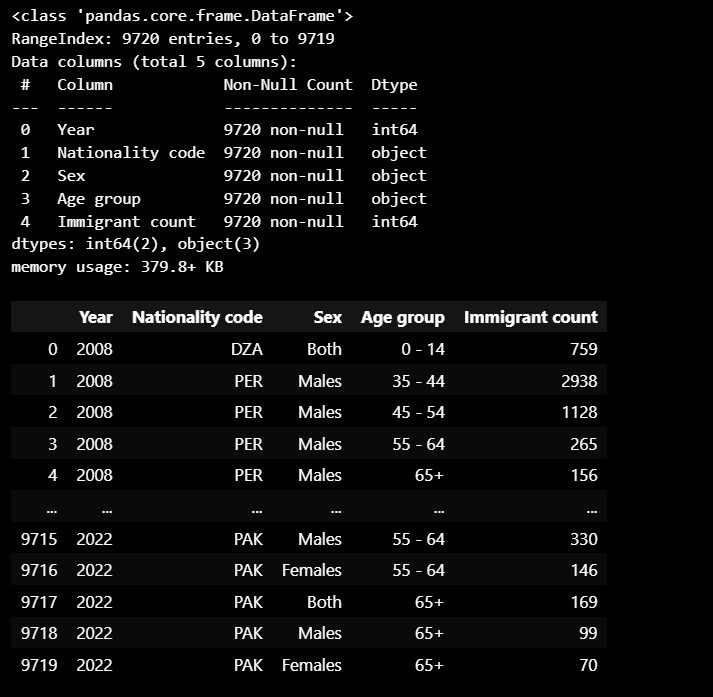 <class 'pandas.core.frame.DataFrame'>
RangeIndex: 9720 entries, 0 to 9719
Data columns (total 5 columns):
 #   Column            Non-Null Count  Dtype
---  ------            --------------  -----
 0   Year              9720 non-null   int64
 1   Nationality code  9720 non-null   object
 2   Sex               9720 non-null   object
 3   Age group         9720 non-null   object
 4   Immigrant count   9720 non-null   int64
dtypes: int64(2), object(3)
memory usage: 379.8+ KB
Year Nationality code Sex Age group Immigrant count
0 2008 DZA Both 0 - 14 759
1 2008 PER Males 35 - 44 2938
2 2008 PER Males 45 - 54 1128
3 2008 PER Males 55 - 64 265
4 2008 PER Males 65+ 156
... ... ... ... ... ...
9715 2022 PAK Males 55 - 64 330
9716 2022 PAK Females 55 - 64 146
9717 2022 PAK Both 65+ 169
9718 2022 PAK Males 65+ 99
9719 2022 PAK Females 65+ 70